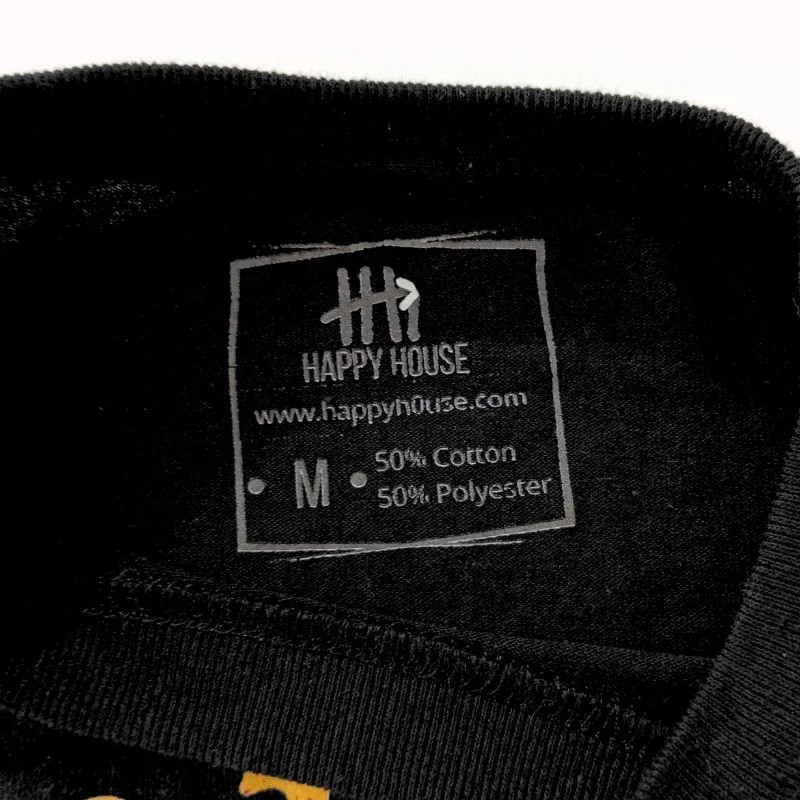 HAPPY HOUSE
www.happyh0use.com
M
50% Cotton
50% Polyester